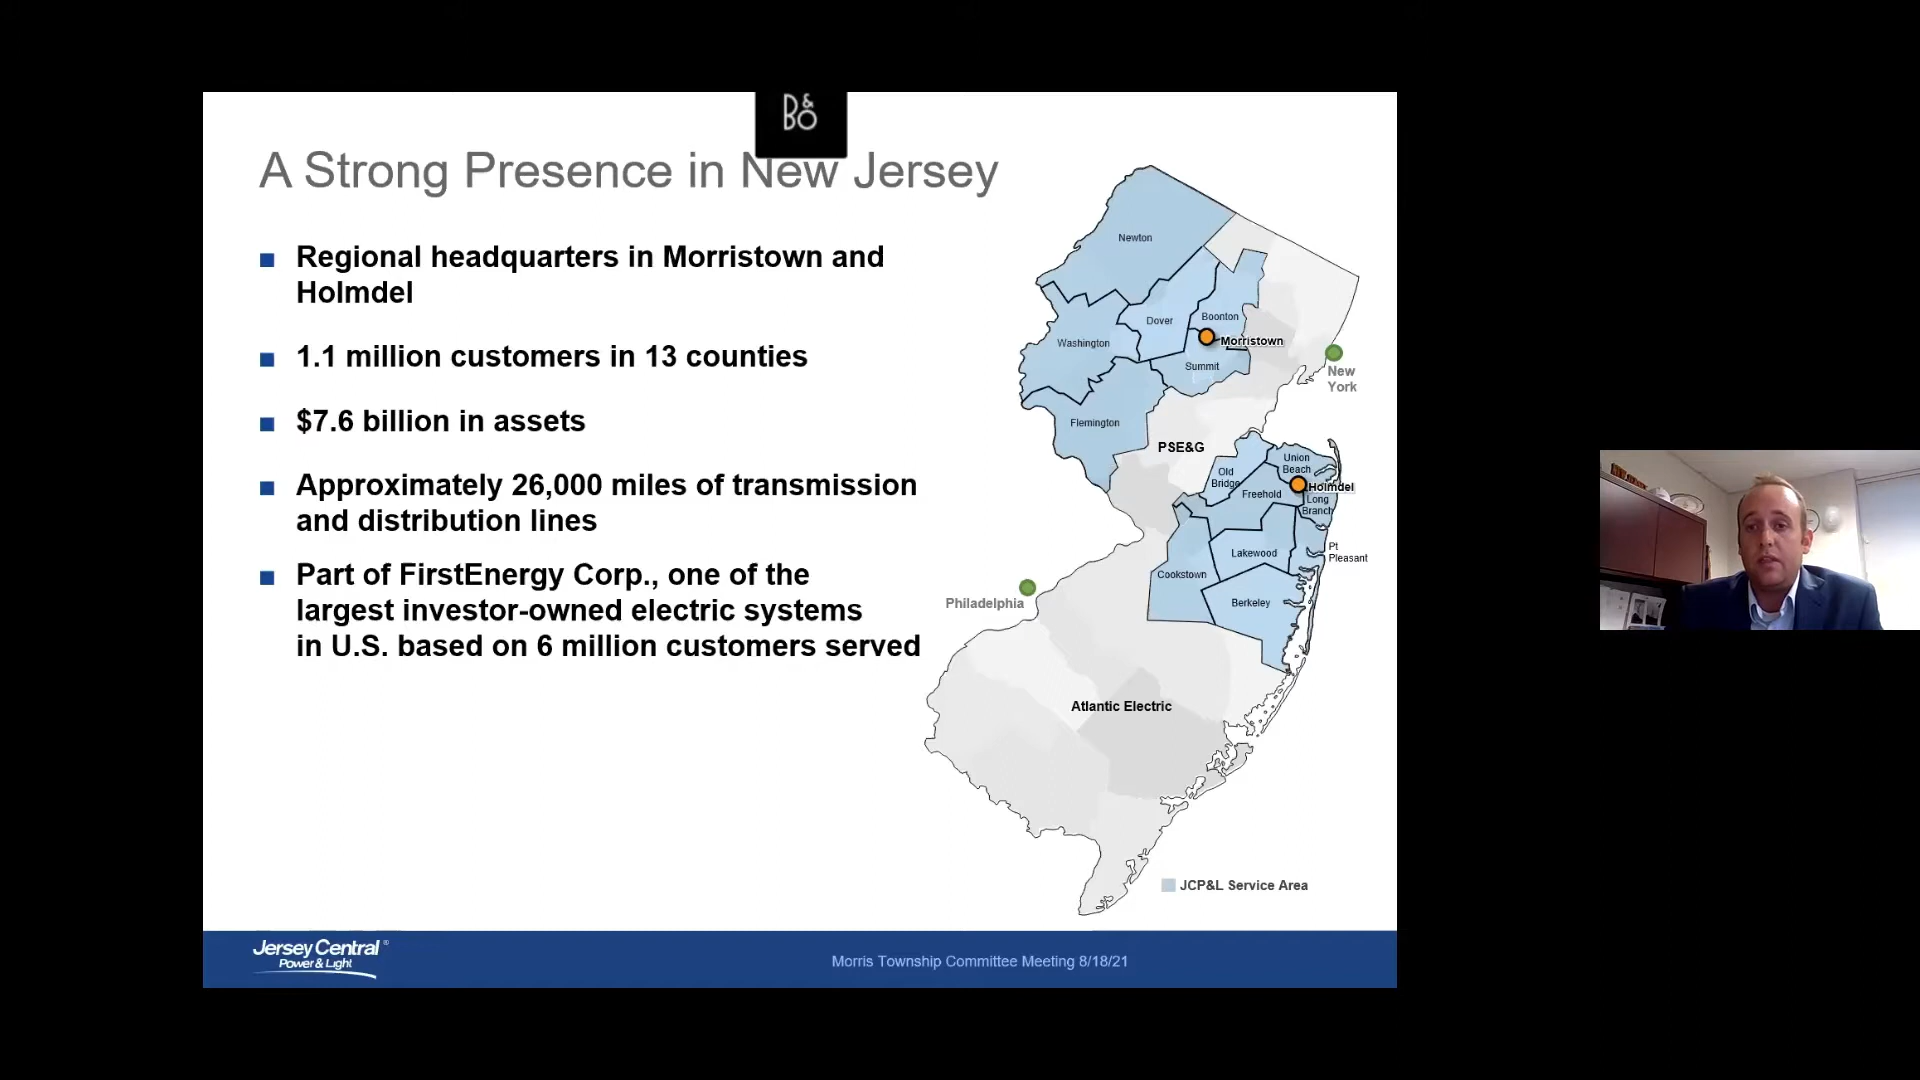 B&O
A Strong Presence in New Jersey
Regional headquarters in Morristown and
Holmdel
1.1 million customers in 13 counties
$7.6 billion in assets
Approximately 26,000 miles of transmission
and distribution lines
Part of FirstEnergy Corp., one of the
largest investor-owned electric systems
in U.S. based on 6 million customers served
Newton
Dover
Boonton
Washington
Morristown
Summit
New
York
Flemington
PSE&G
Union
Beach
Old
Bridge
Freehold
Holmdel
Long
Branch
Lakewood
Pt
Pleasant
Cookstown
Berkeley
Philadelphia
Atlantic Electric
JCP&L Service Area
Jersey Central ®
Power & Light
Morris Township Committee Meeting 8/18/21